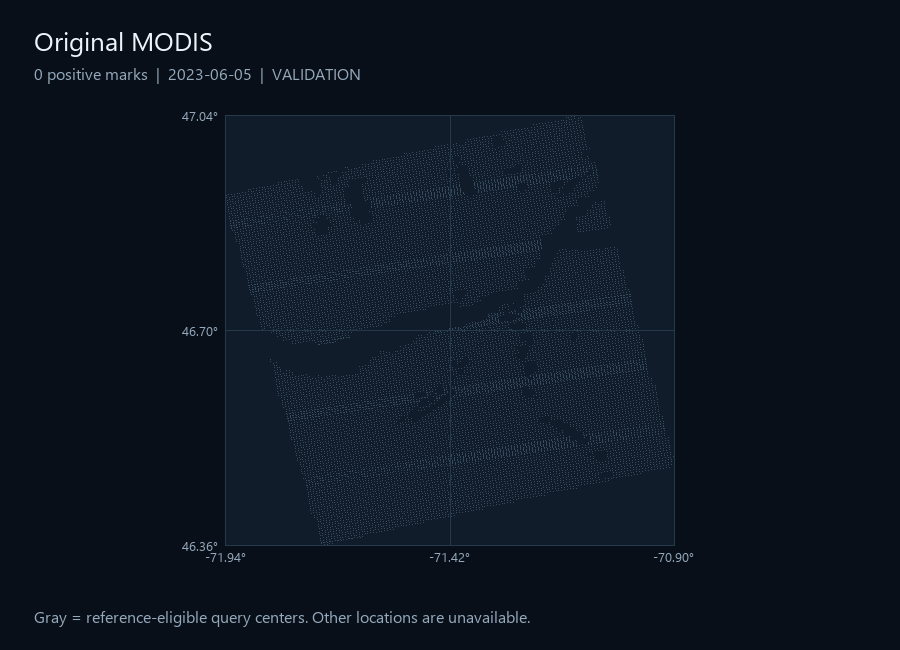 Original MODIS
0 positive marks | 2023-06-05 | VALIDATION
47.04°
46.70°
46.36°
-71.94° -71.42° -70.90°
Gray = reference-eligible query centers. Other locations are unavailable.